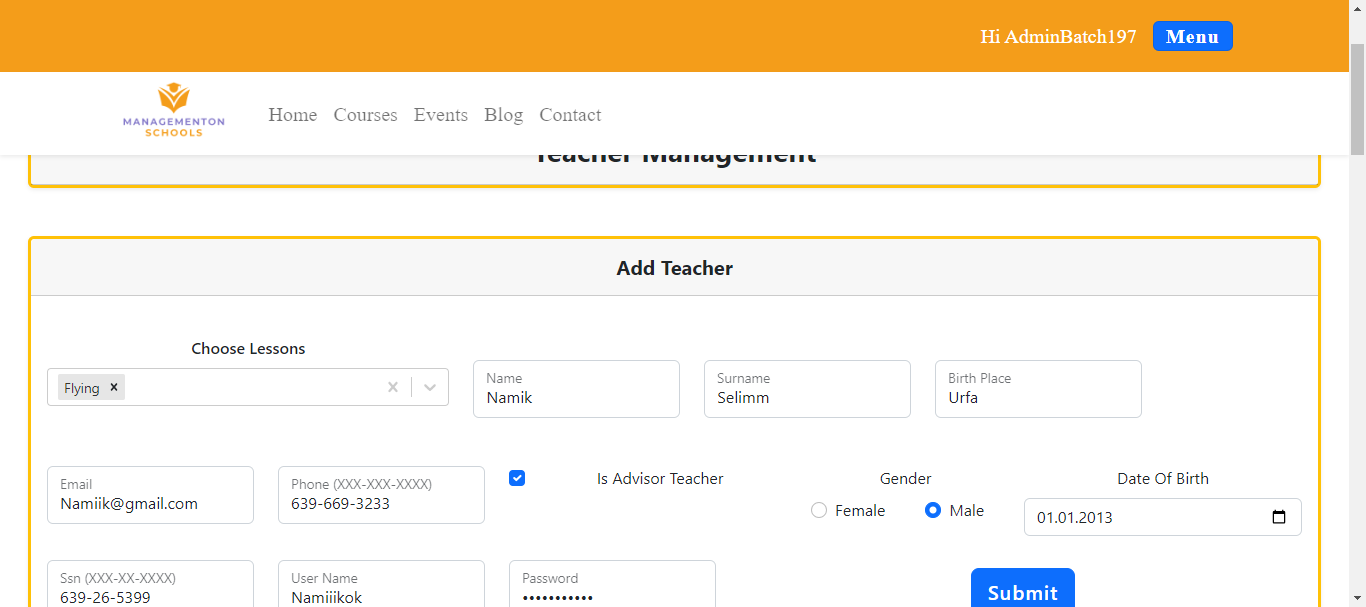 Hi AdminBatch197 Menu
MANAGEMENTON
SCHOOLS
Home Courses Events Blog Contact
Teacher Management
Add Teacher
Choose Lessons
Flying
Name
Namik
Surname
Selimm
Birth Place
Urfa
Email
Namiik@gmail.com
Phone (XXX-XXX-XXXX)
639-669-3233
Is Advisor Teacher
Gender
Female Male
Date Of Birth
01.01.2013
Ssn (XXX-XX-XXXX)
639-26-5399
User Name
Namiiikok
Password
•••••••••••
Submit